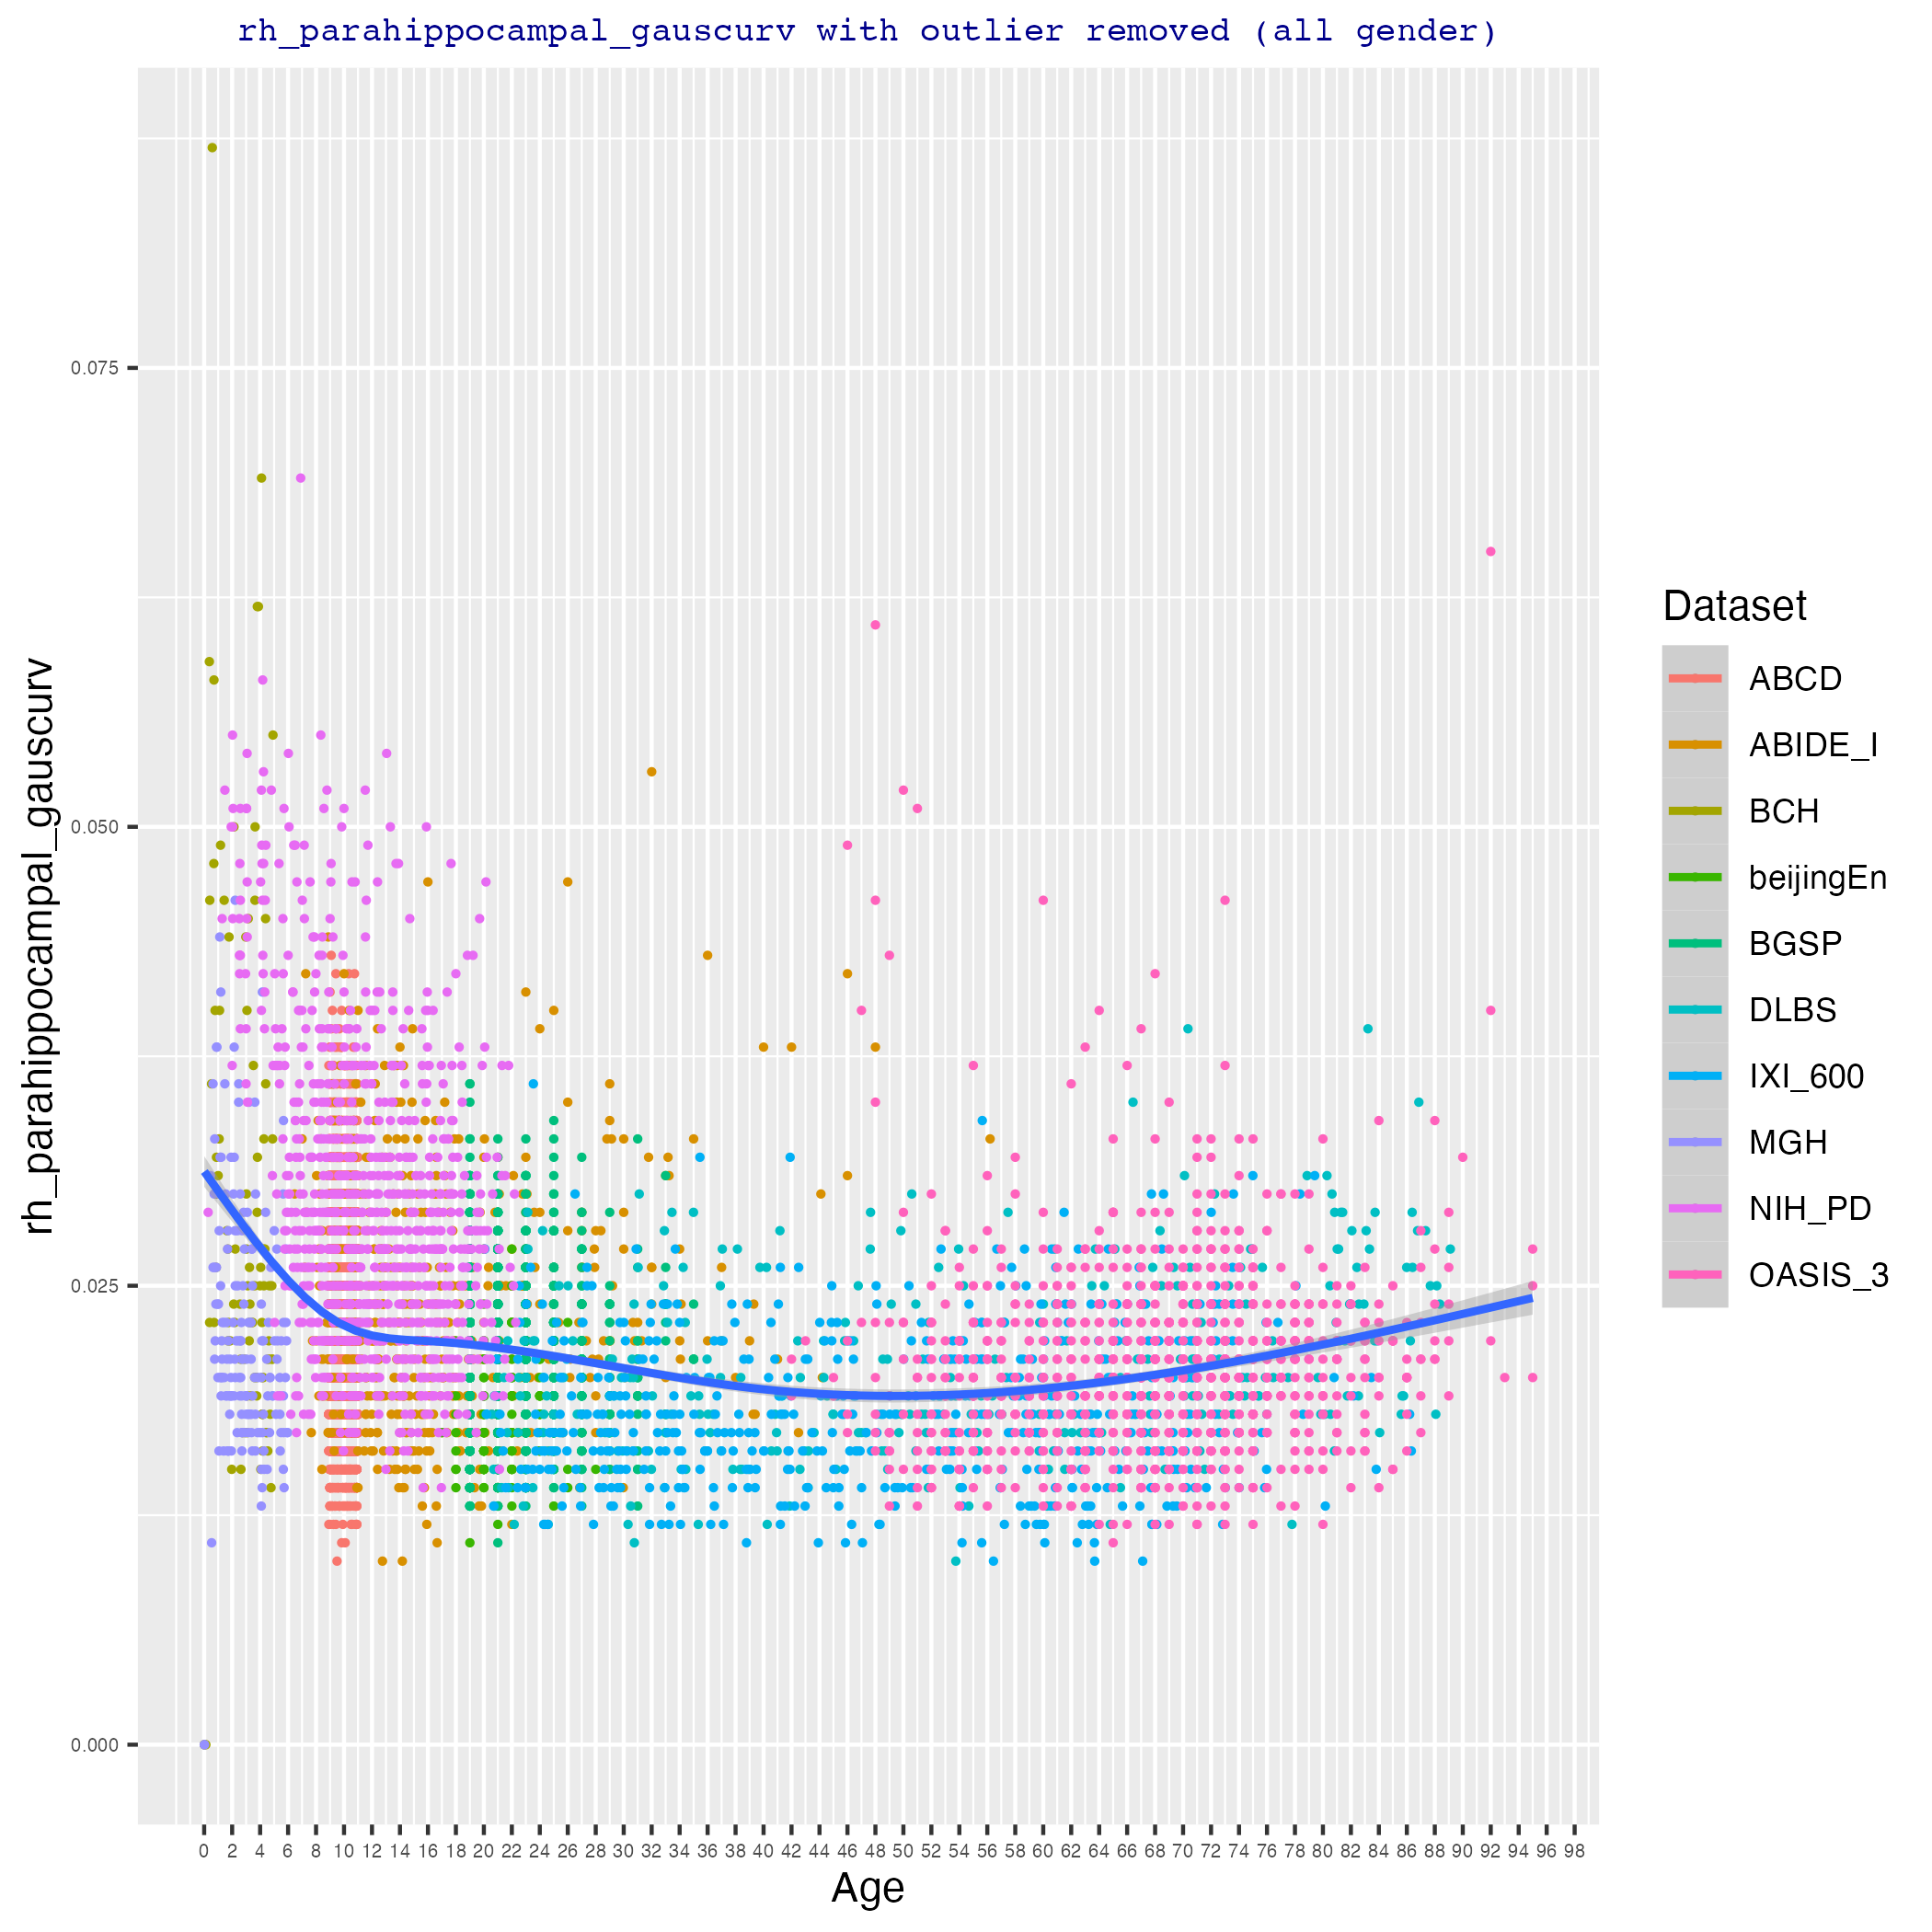 rh_parahippocampal_gauscurv with outlier removed (all gender)
rh_parahippocampal_gauscurv
0.075
0.050
0.025
0.000
0 2 4 6 8 10 12 14 16 18 20 22 24 26 28 30 32 34 36 38 40 42 44 46 48 50 52 54 56 58 60 62 64 66 68 70 72 74 76 78 80 82 84 86 88 90 92 94 96 98
Age
Dataset
ABCD
ABIDE_I
BCH
beijingEn
BGSP
DLBS
IXI_600
MGH
NIH_PD
OASIS_3